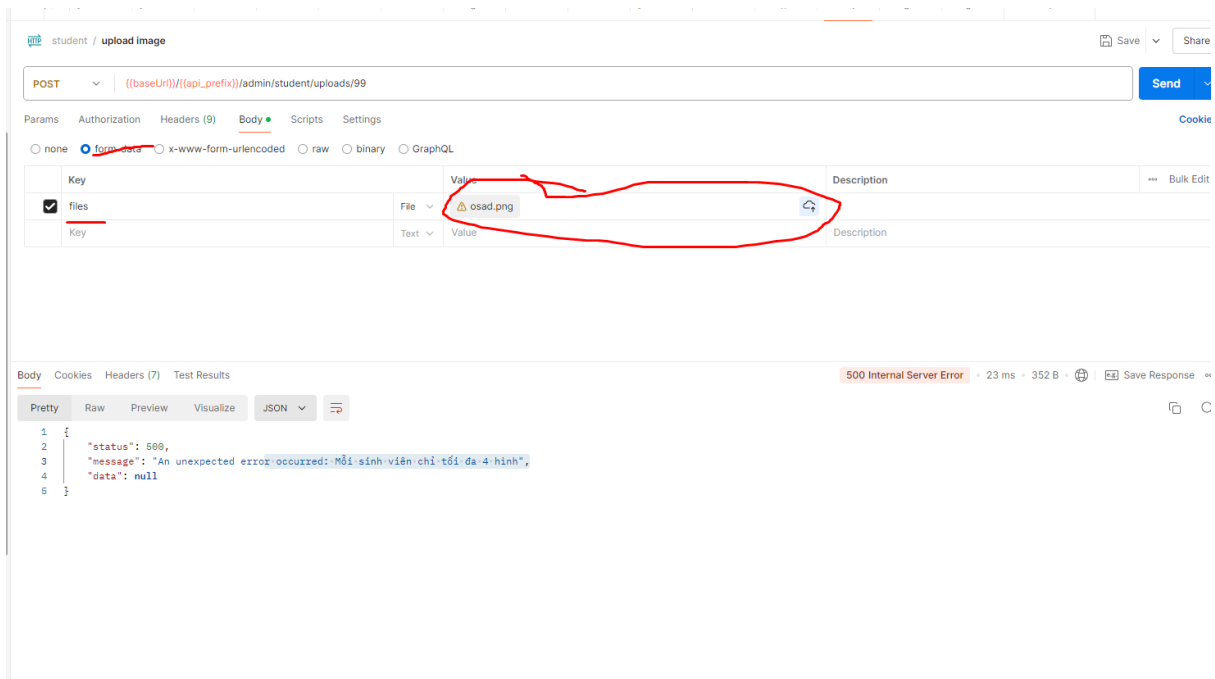 HTTP student / upload image
Save
Share
POST
{{baseUrl}}/{{api_prefix}}/admin/student/uploads/99
Send
Params Authorization Headers (9) Body Scripts Settings
Cookie
none form-data x-www-form-urlencoded raw binary GraphQL
Key Value Description ••• Bulk Edit
files File osad.png
Key Text Value Description
Body Cookies Headers (7) Test Results
500 Internal Server Error • 23 ms • 352 B
e.g. Save Response
Pretty Raw Preview Visualize JSON
1 {
2 "status": 500,
3 "message": "An unexpected error occurred: Mỗi sinh viên chỉ tối đa 4 hình",
4 "data": null
5 }